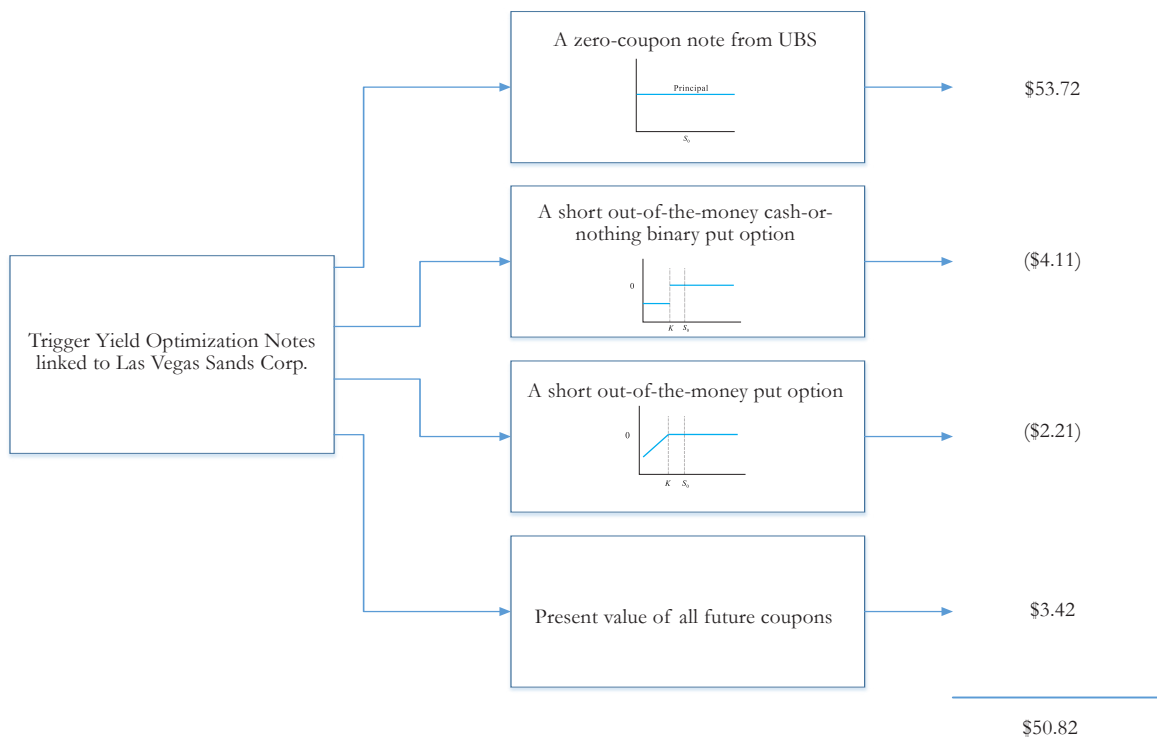 A zero-coupon note from UBS
Principal
S0
$53.72
A short out-of-the-money cash-or-
nothing binary put option
0
K S0
($4.11)
Trigger Yield Optimization Notes
linked to Las Vegas Sands Corp.
A short out-of-the-money put option
0
K S0
($2.21)
Present value of all future coupons
$3.42
$50.82